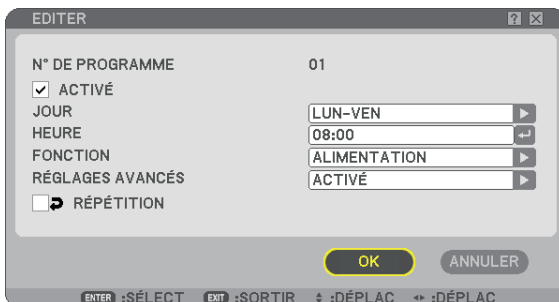 EDITER
N° DE PROGRAMME 01
ACTIVÉ
JOUR LUN-VEN
HEURE 08:00
FONCTION ALIMENTATION
RÉGLAGES AVANCÉS ACTIVÉ
RÉPÉTITION
OK ANNULER
ENTER :SÉLECT EXIT :SORTIR :DÉPLAC :DÉPLAC